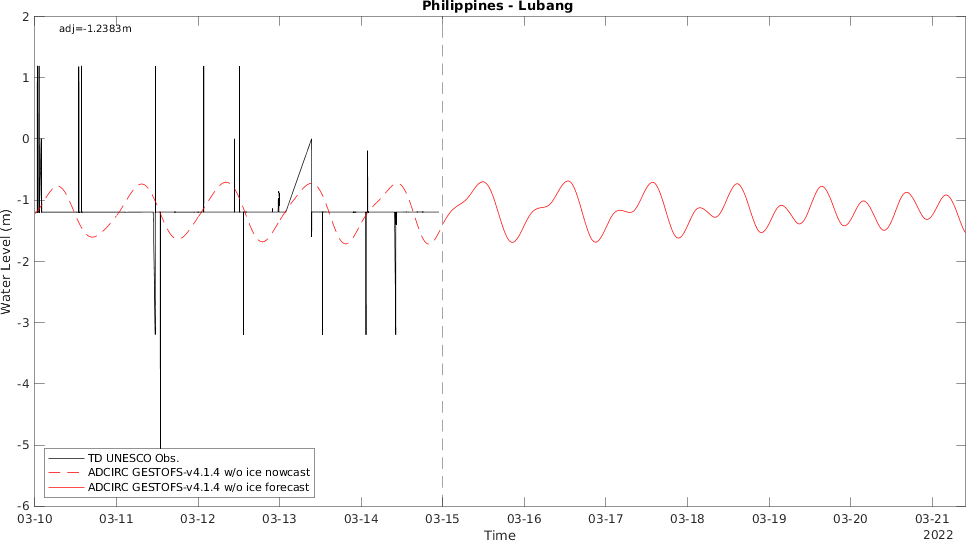 Philippines - Lubang
adj=-1.2383m
2
1
0
-1
-2
-3
-4
-5
-6
Water Level (m)
TD UNESCO Obs.
ADCIRC GESTOFS-v4.1.4 w/o ice nowcast
ADCIRC GESTOFS-v4.1.4 w/o ice forecast
03-10 03-11 03-12 03-13 03-14 03-15 03-16 03-17 03-18 03-19 03-20 03-21
Time
2022